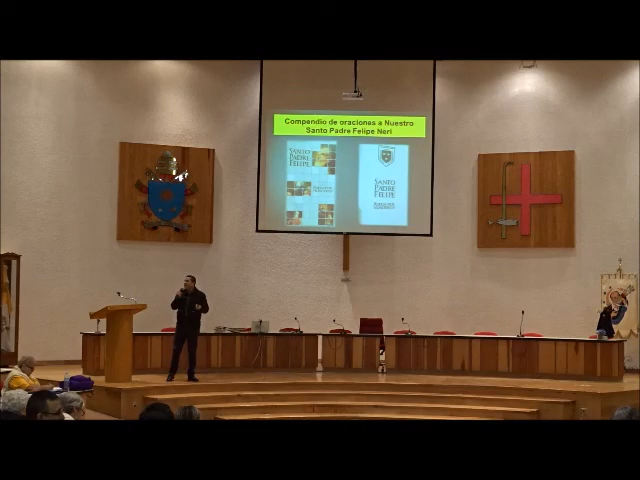 Compendio de oraciones a Nuestro
Santo Padre Felipe Neri
SANTO
PADRE
FELIPE
SANTO
PADRE
FELIPE